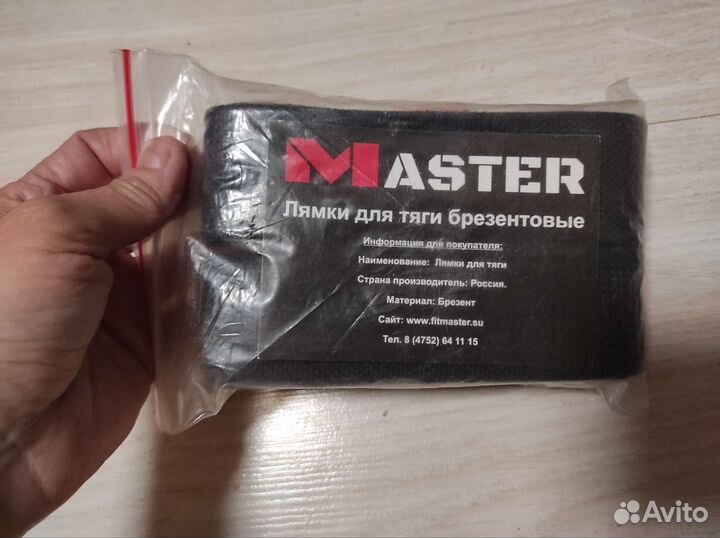 MASTER
Лямки для тяги брезентовые
Информация для покупателя:
Наименование: Лямки для тяги
Страна производитель: Россия.
Материал: Брезент
Сайт: www.fitmaster.su
Тел. 8 (4752) 64 11 15
Avito